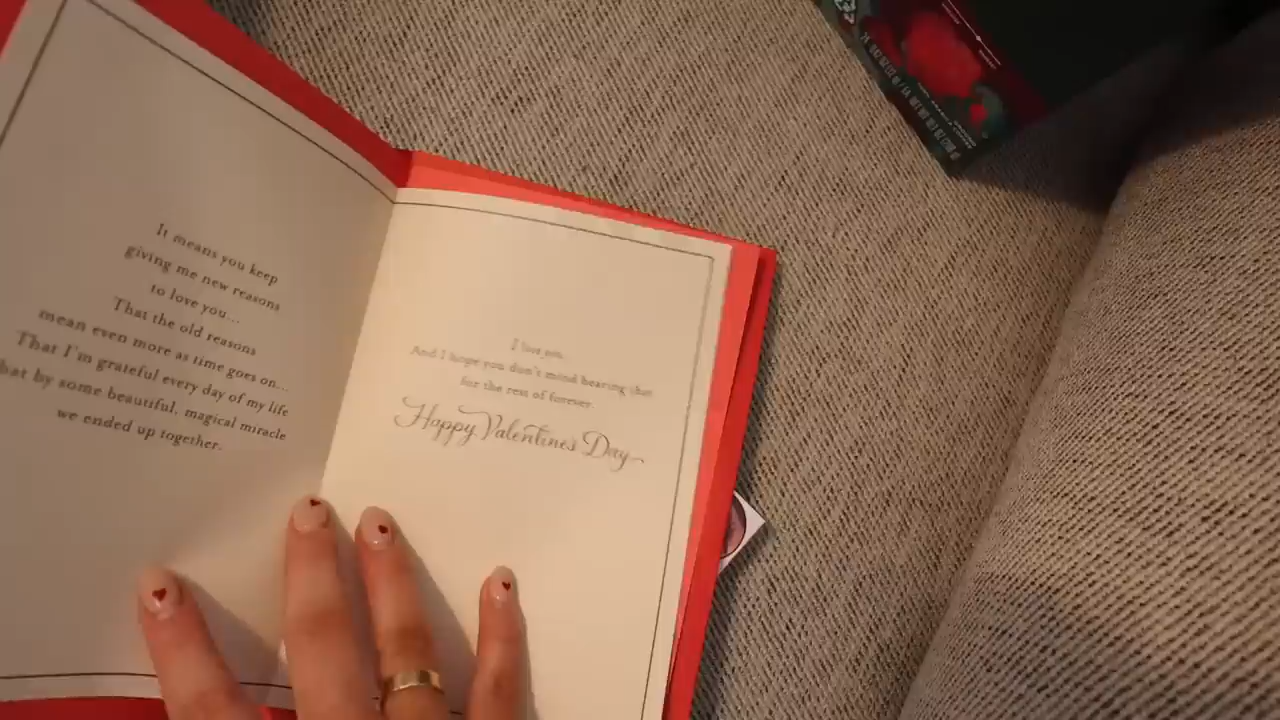 It means you keep
giving me new reasons
to love you...
That the old reasons
mean even more as time goes on...
That I'm grateful every day of my life
that by some beautiful, magical miracle
we ended up together.
I love you.
And I hope you don't mind hearing that
for the rest of forever.
Happy Valentine's Day